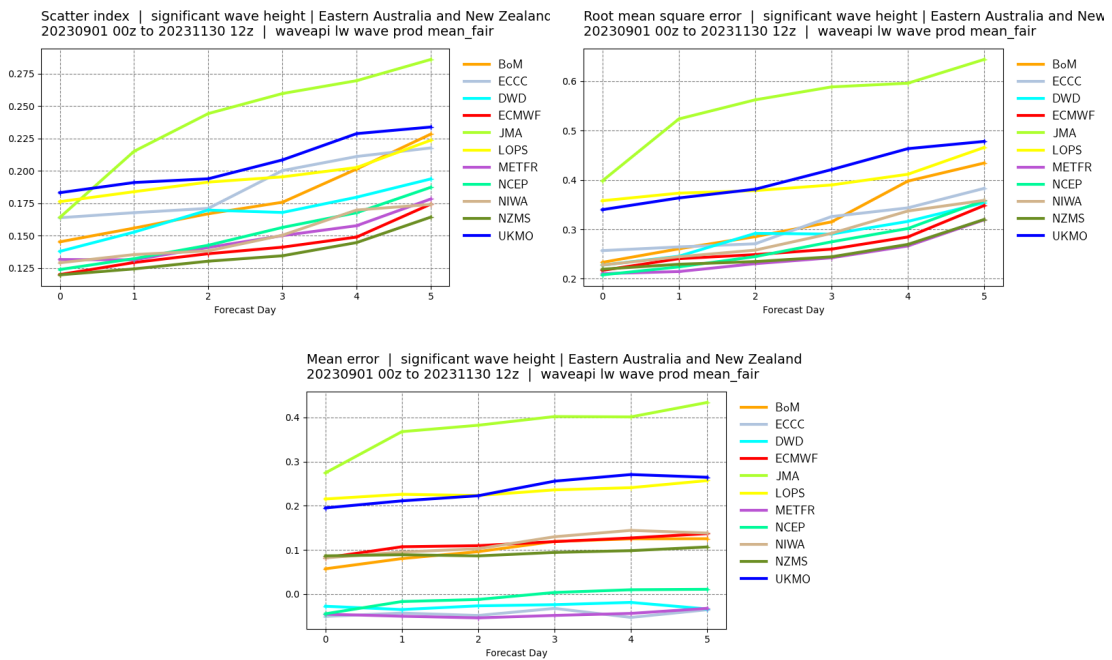 Scatter index | significant wave height | Eastern Australia and New Zealand
20230901 00z to 20231130 12z | waveapi lw wave prod mean_fair
0.275
0.250
0.225
0.200
0.175
0.150
0.125
0 1 2 3 4 5
Forecast Day
BoM
ECCC
DWD
ECMWF
JMA
LOPS
METFR
NCEP
NIWA
NZMS
UKMO
Root mean square error | significant wave height | Eastern Australia and New
20230901 00z to 20231130 12z | waveapi lw wave prod mean_fair
0.6
0.5
0.4
0.3
0.2
0 1 2 3 4 5
Forecast Day
BoM
ECCC
DWD
ECMWF
JMA
LOPS
METFR
NCEP
NIWA
NZMS
UKMO
Mean error | significant wave height | Eastern Australia and New Zealand
20230901 00z to 20231130 12z | waveapi lw wave prod mean_fair
0.4
0.3
0.2
0.1
0.0
0 1 2 3 4 5
Forecast Day
BoM
ECCC
DWD
ECMWF
JMA
LOPS
METFR
NCEP
NIWA
NZMS
UKMO